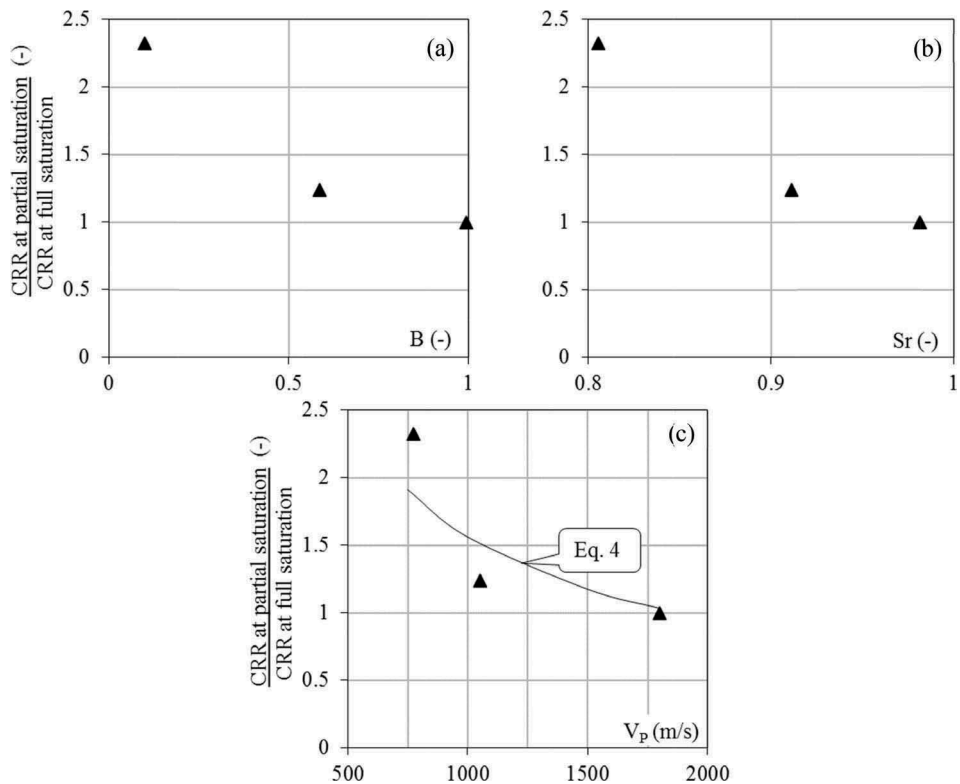 CRR at partial saturation (-)
CRR at full saturation
2.5
2
1.5
1
0.5
0
(a)
B (-)
0
0.5
1
2.5
2
1.5
1
0.5
0
(b)
Sr (-)
0.8
0.9
1
CRR at partial saturation (-)
CRR at full saturation
2.5
2
1.5
1
0.5
0
(c)
Eq. 4
VP (m/s)
500
1000
1500
2000